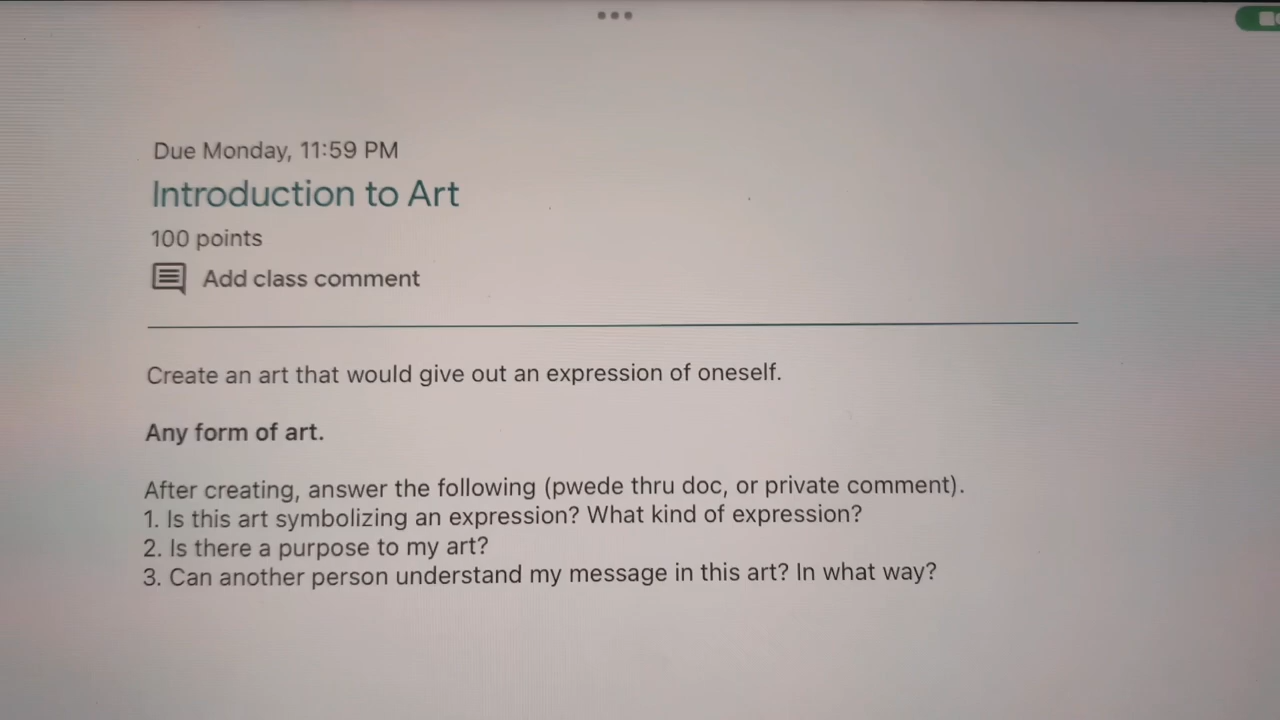 Due Monday, 11:59 PM
Introduction to Art
100 points
Add class comment
Create an art that would give out an expression of oneself.
Any form of art.
After creating, answer the following (pwede thru doc, or private comment).
1. Is this art symbolizing an expression? What kind of expression?
2. Is there a purpose to my art?
3. Can another person understand my message in this art? In what way?